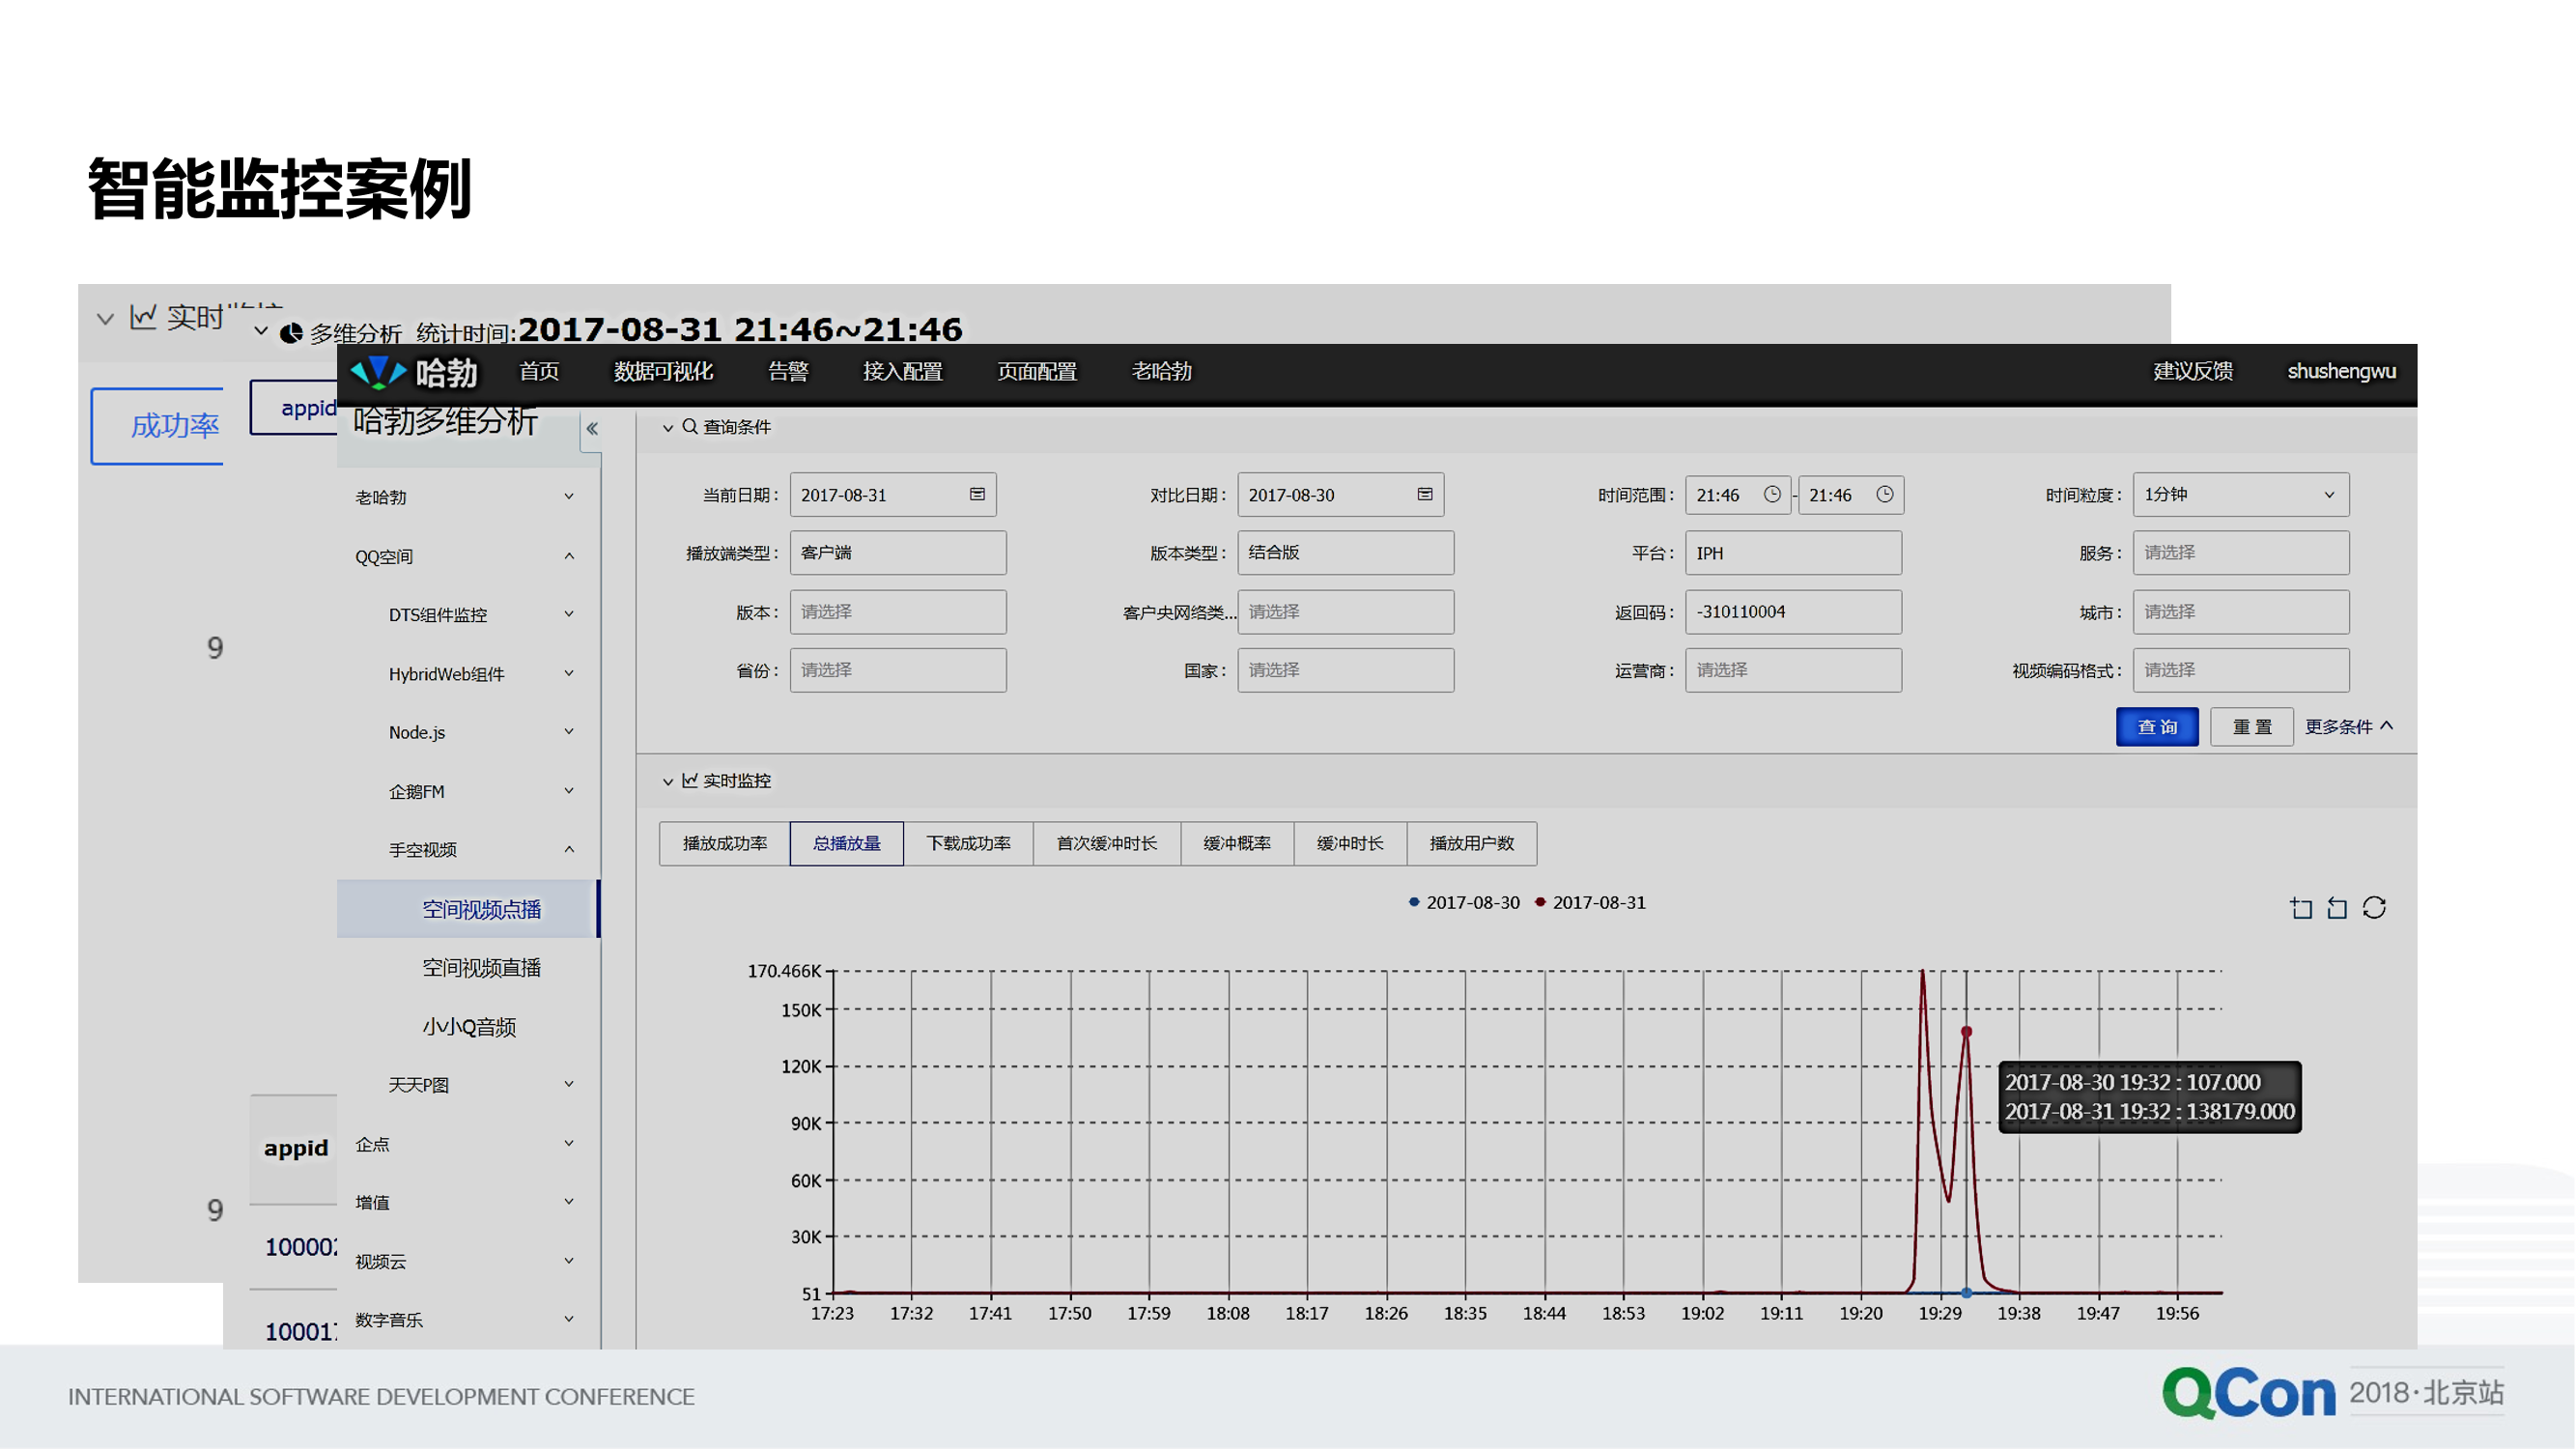 智能监控案例
实时监控
多维分析 统计时间:2017-08-31 21:46~21:46
成功率
appid
9
9
appid
10000
10001
哈勃 首页 数据可视化 告警 接入配置 页面配置 老哈勃 建议反馈 shushengwu
哈勃多维分析
«
老哈勃
QQ空间
DTS组件监控
HybridWeb组件
Node.js
企鹅FM
手空视频
空间视频点播
空间视频直播
小小Q音频
天天P图
企点
增值
视频云
数字音乐
查询条件
当前日期: 2017-08-31 对比日期: 2017-08-30 时间范围: 21:46 - 21:46 时间粒度: 1分钟
播放端类型: 客户端 版本类型: 结合版 平台: IPH 服务: 请选择
版本: 请选择 客户央网络类... 请选择 返回码: -310110004 城市: 请选择
省份: 请选择 国家: 请选择 运营商: 请选择 视频编码格式: 请选择
查询 重置 更多条件
实时监控
播放成功率 总播放量 下载成功率 首次缓冲时长 缓冲概率 缓冲时长 播放用户数
2017-08-30 2017-08-31
170.466K
150K
120K
90K
60K
30K
51
2017-08-30 19:32 : 107.000
2017-08-31 19:32 : 138179.000
17:23 17:32 17:41 17:50 17:59 18:08 18:17 18:26 18:35 18:44 18:53 19:02 19:11 19:20 19:29 19:38 19:47 19:56
INTERNATIONAL SOFTWARE DEVELOPMENT CONFERENCE
QCon 2018·北京站